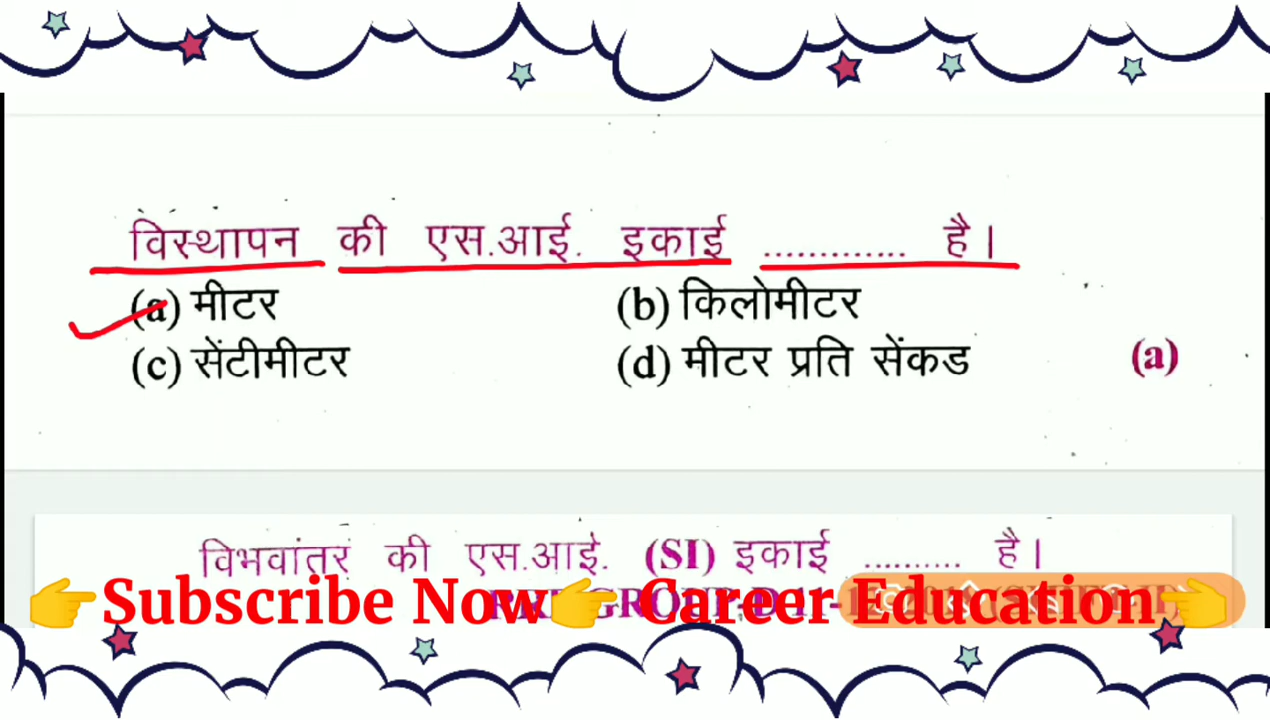 विस्थापन की एस.आई. इकाई ............. है।
(a) मीटर (b) किलोमीटर
(c) सेंटीमीटर (d) मीटर प्रति सेंकड (a)
विभवांतर की एस.आई. (SI) इकाई .......... है।
👉Subscribe Now👉 Career Education👈